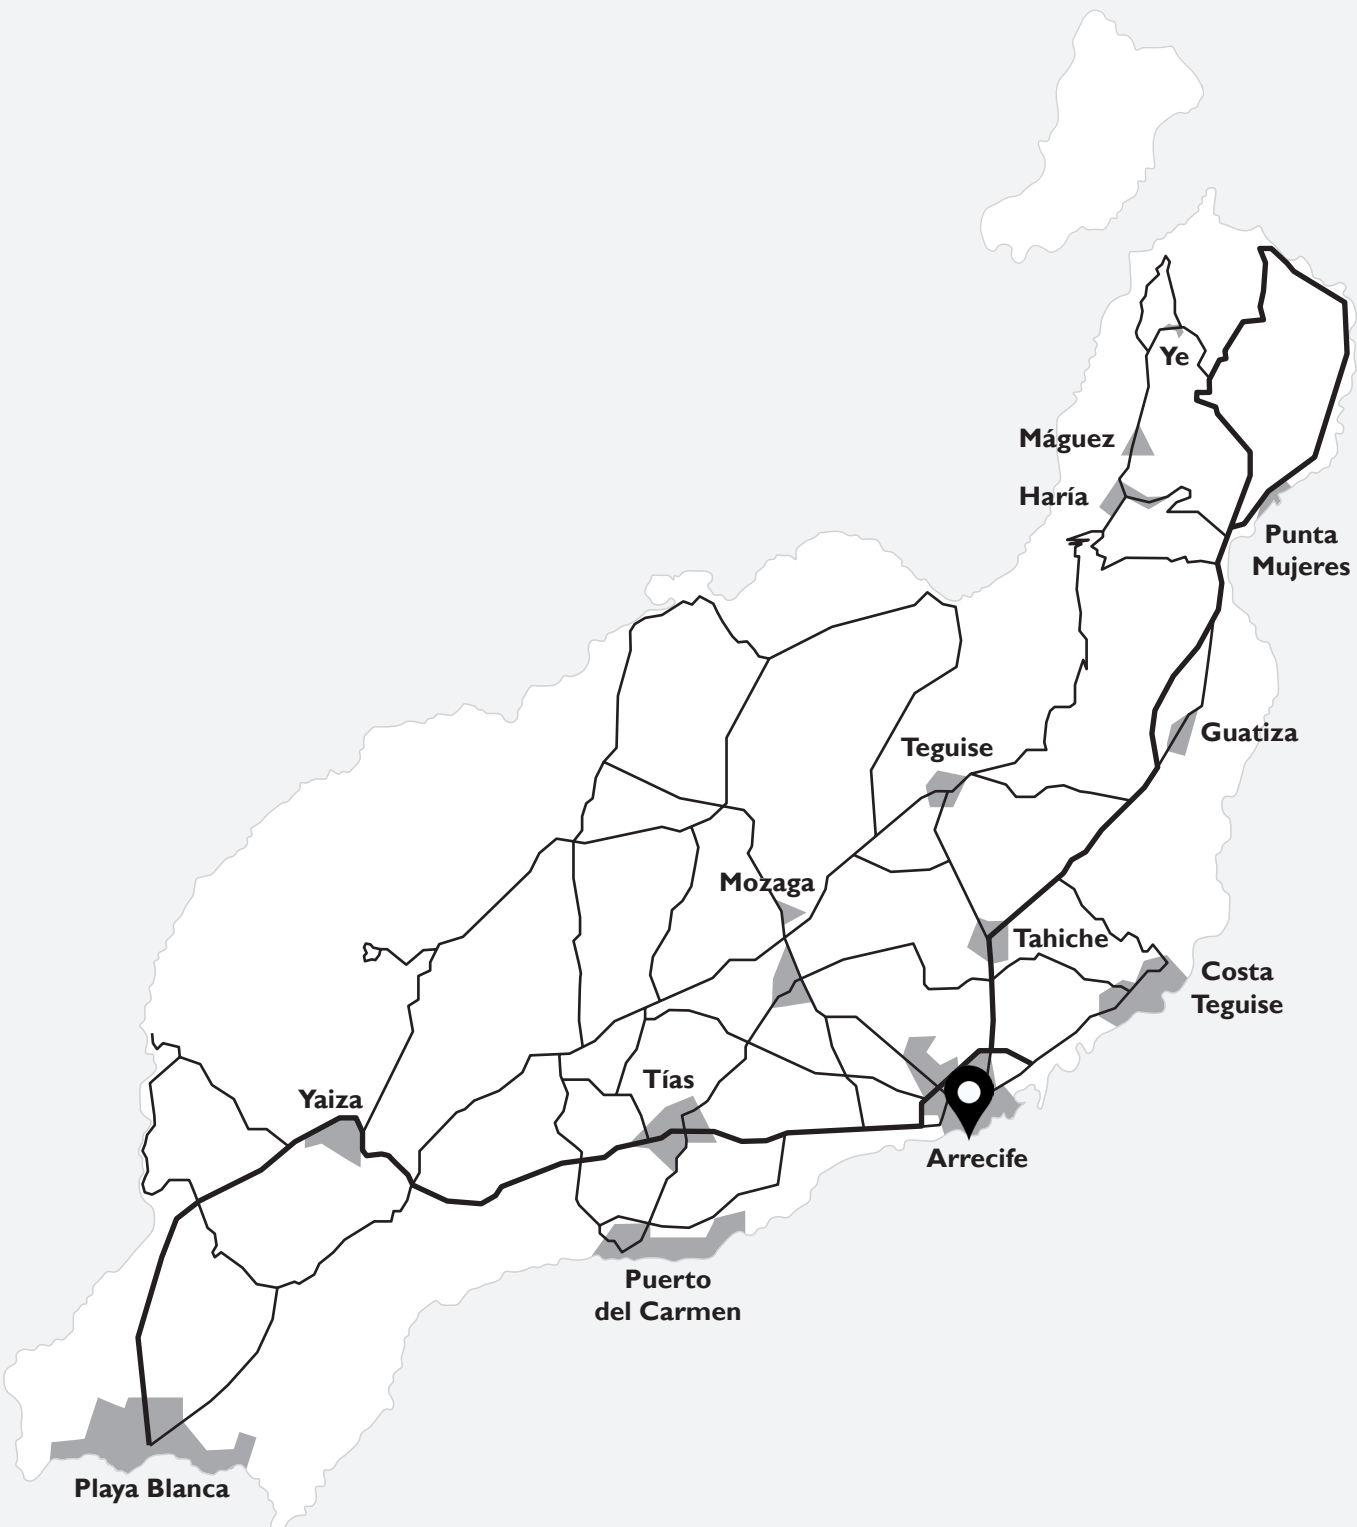 Ye
Máguez
Haría
Punta
Mujeres
Guatiza
Teguise
Mozaga
Tahiche
Costa
Teguise
Tías
Yaiza
Arrecife
Puerto
del Carmen
Playa Blanca